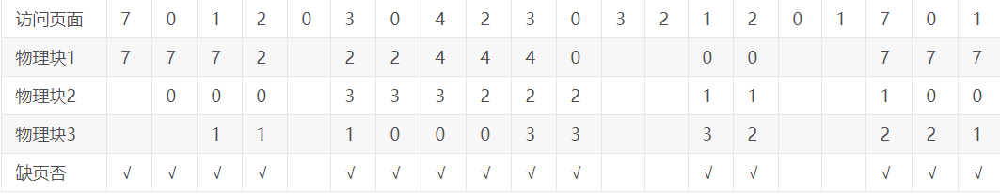 访问页面 7 0 1 2 0 3 0 4 2 3 0 3 2 1 2 0 1 7 0 1
物理块1 7 7 7 2 2 2 4 4 4 0 0 0 7 7 7
物理块2 0 0 0 3 3 3 2 2 2 1 1 1 0 0
物理块3 1 1 1 0 0 0 3 3 3 2 2 2 1
缺页否 √ √ √ √ √ √ √ √ √ √ √ √ √ √ √